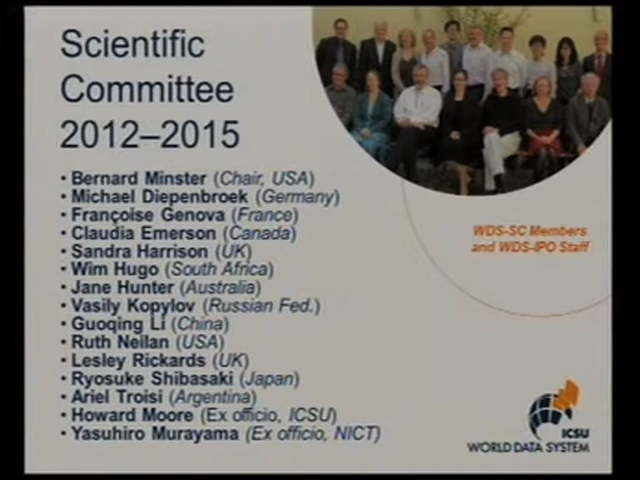 Scientific
Committee
2012–2015
• Bernard Minster (Chair, USA)
• Michael Diepenbroek (Germany)
• Françoise Genova (France)
• Claudia Emerson (Canada)
• Sandra Harrison (UK)
• Wim Hugo (South Africa)
• Jane Hunter (Australia)
• Vasily Kopylov (Russian Fed.)
• Guoqing Li (China)
• Ruth Neilan (USA)
• Lesley Rickards (UK)
• Ryosuke Shibasaki (Japan)
• Ariel Troisi (Argentina)
• Howard Moore (Ex officio, ICSU)
• Yasuhiro Murayama (Ex officio, NICT)
WDS-SC Members
and WDS-IPO Staff
ICSU
WORLD DATA SYSTEM